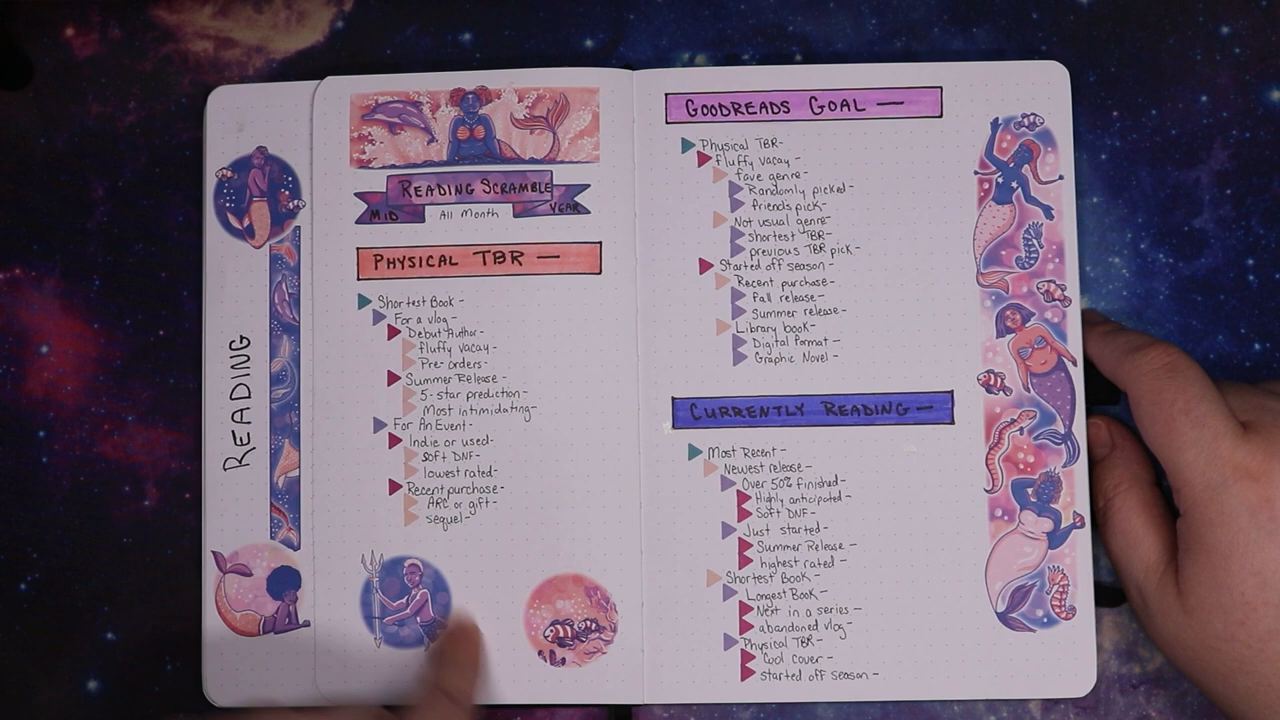 READING
READING SCRAMBLE
MID All Month YEAR
PHYSICAL TBR —
Shortest Book -
For a vlog -
Debut Author -
fluffy vacay -
Pre-orders -
Summer Release -
5-star prediction -
Most intimidating -
For An Event -
Indie or used -
Soft DNF -
lowest rated -
Recent purchase -
ARC or gift -
sequel -
GOODREADS GOAL —
Physical TBR -
fluffy vacay -
fave genre -
Randomly picked -
friends pick -
Not usual genre -
shortest TBR -
previous TBR pick -
Started off season -
Recent purchase -
Fall release -
Summer release -
Library book -
Digital Format -
Graphic Novel -
CURRENTLY READING —
Most Recent -
Newest release -
Over 50% finished -
Highly anticipated -
Soft DNF -
Just started -
Summer Release -
highest rated -
Shortest Book -
Longest Book -
Next in a series -
abandoned vlog -
Physical TBR -
Cool cover -
started off season -